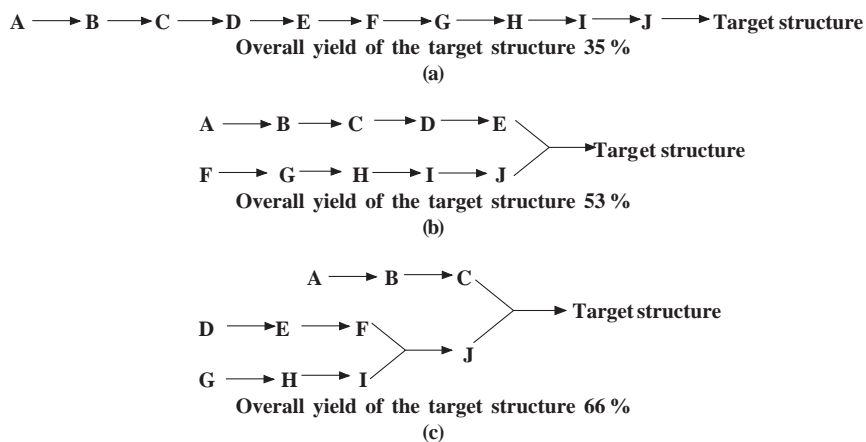 A B C D E F G H I J Target structure
Overall yield of the target structure 35 %
(a)
A B C D E
Target structure
F G H I J
Overall yield of the target structure 53 %
(b)
A B C
Target structure
D E F
J
G H I
Overall yield of the target structure 66 %
(c)